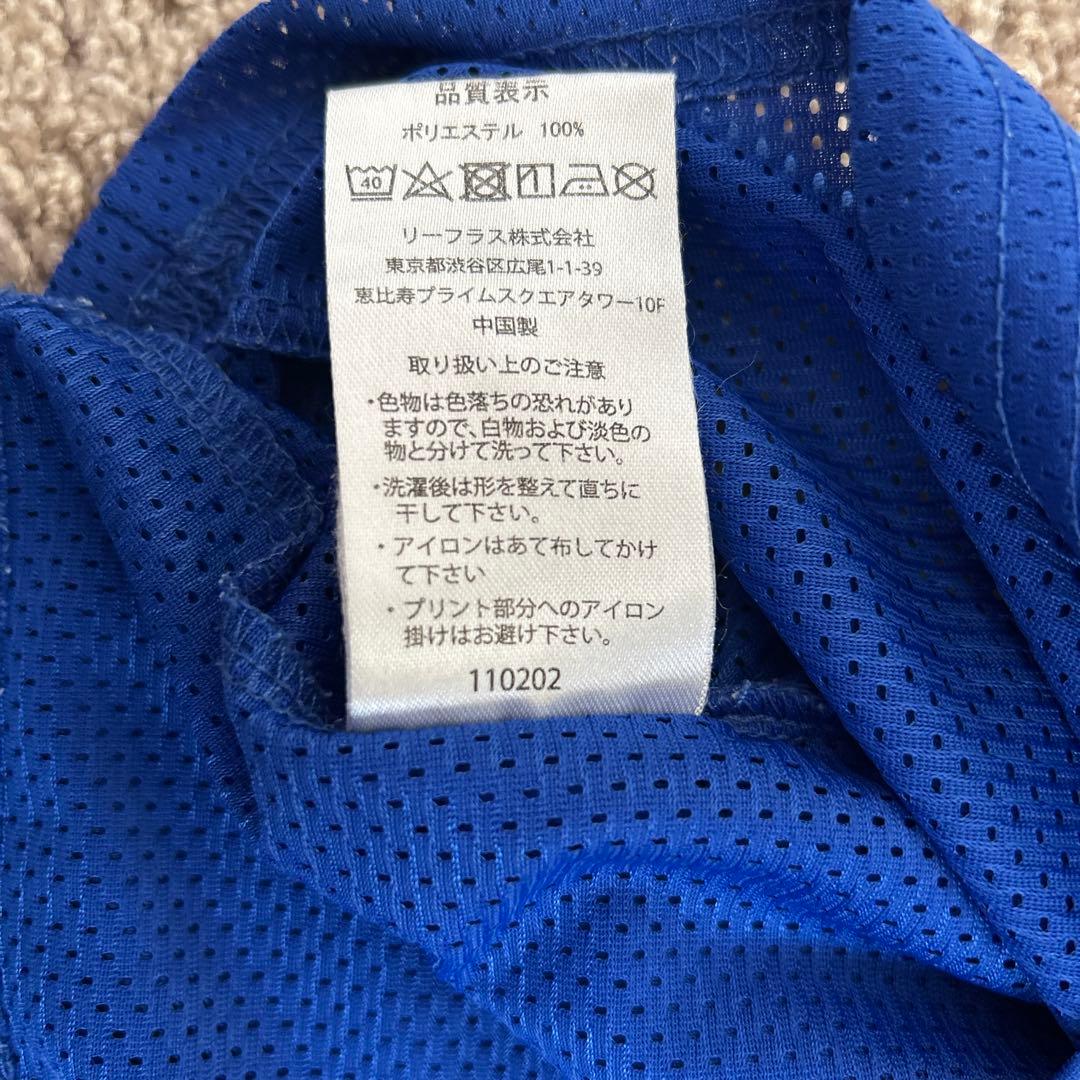 品質表示
ポリエステル 100%
40
リーフラス株式会社
東京都渋谷区広尾1-1-39
恵比寿プライムスクエアタワー10F
中国製
取り扱い上のご注意
・色物は色落ちの恐れがあり
ますので、白物および淡色の
物と分けて洗って下さい。
・洗濯後は形を整えて直ちに
干して下さい。
・アイロンはあて布してかけ
て下さい
・プリント部分へのアイロン
掛けはお避け下さい。
110202